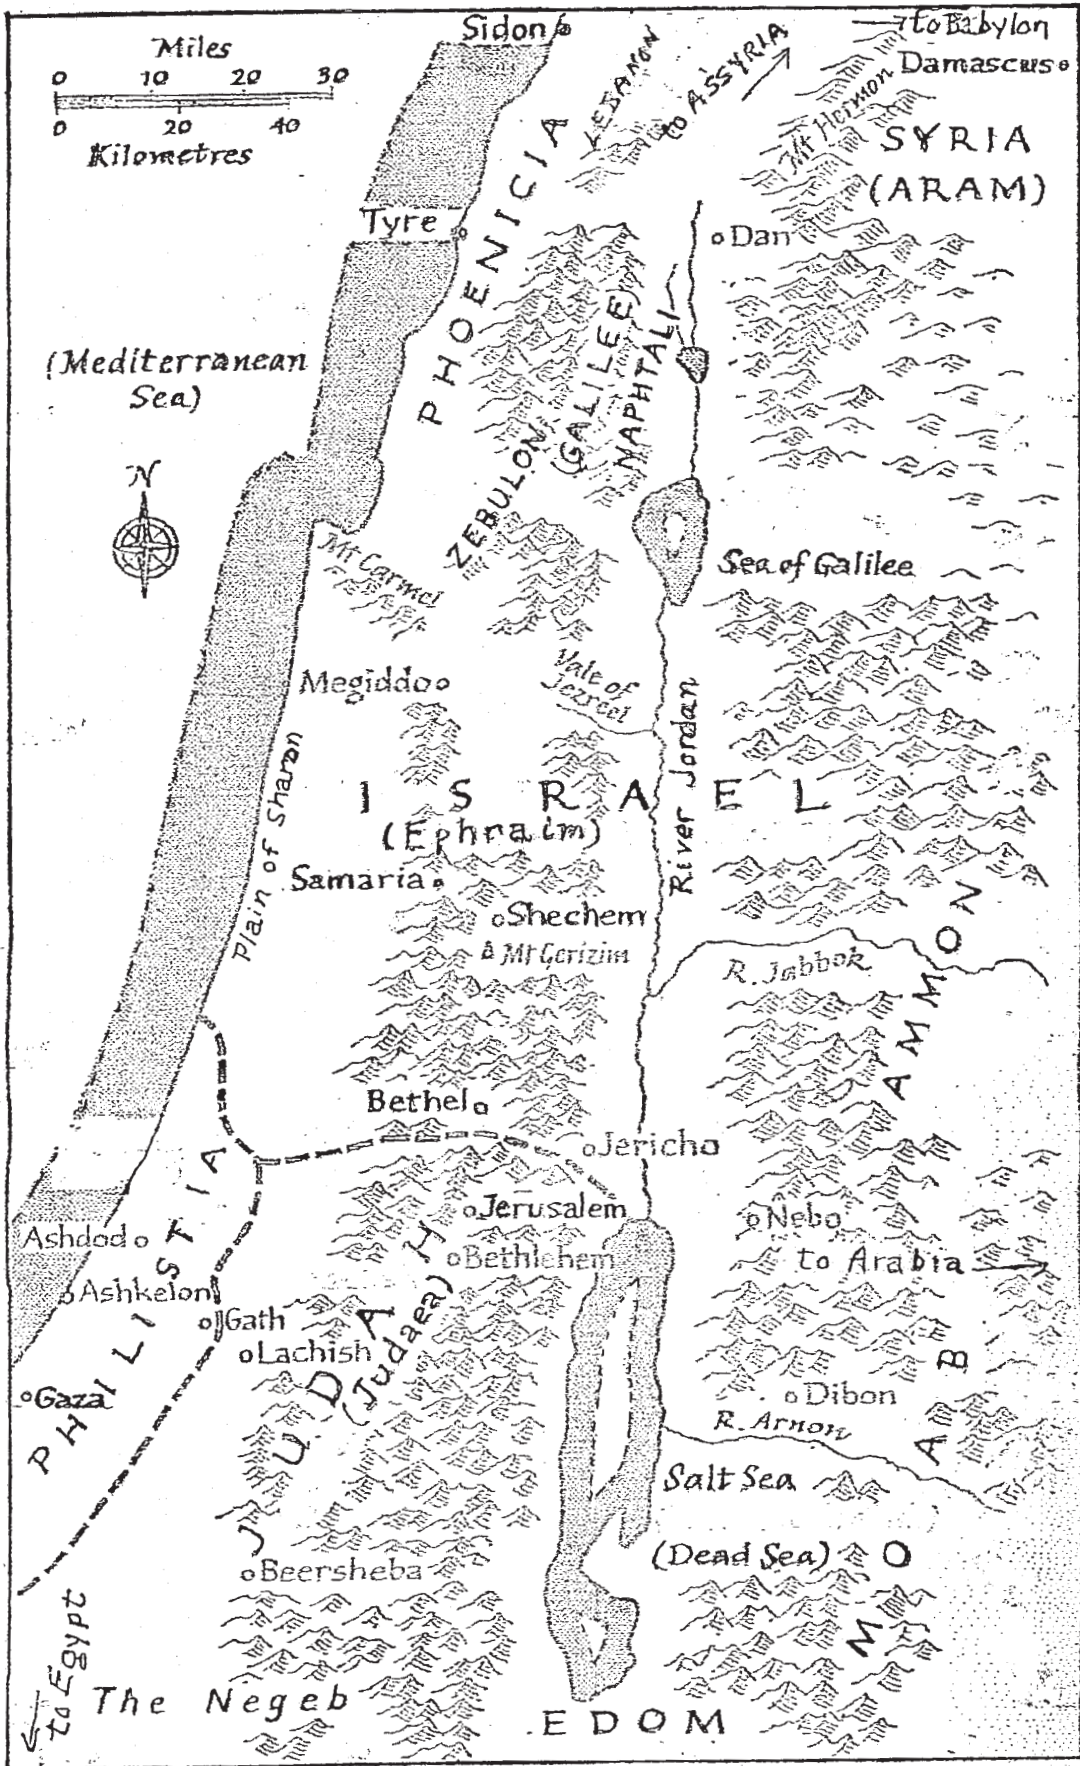 Miles
0 10 20 30
0 20 40
Kilometres
Sidon
LEBANON
to ASSYRIA
to Babylon
Damascus
Mt Hermon
SYRIA
(ARAM)
Tyre
PHOENICIA
Dan
(Mediterranean
Sea)
(GALILEE)
NAPHTALI
ZEBULON
N
Mt Carmel
Sea of Galilee
Megiddo
Vale of
Jezreel
Plain of Sharon
River Jordan
ISRAEL
(Ephraim)
Samaria
Shechem
Mt Gerizim
R. Jabbok
AMMON
Bethel
Jericho
Jerusalem
Nebo
Ashdod
Bethlehem
to Arabia
Ashkelon
Gath
Lachish
PHILISTIA
JUDAH
(Judaea)
Gaza
Dibon
R. Arnon
MOAB
Salt Sea
(Dead Sea)
Beersheba
to Egypt
The Negeb
EDOM